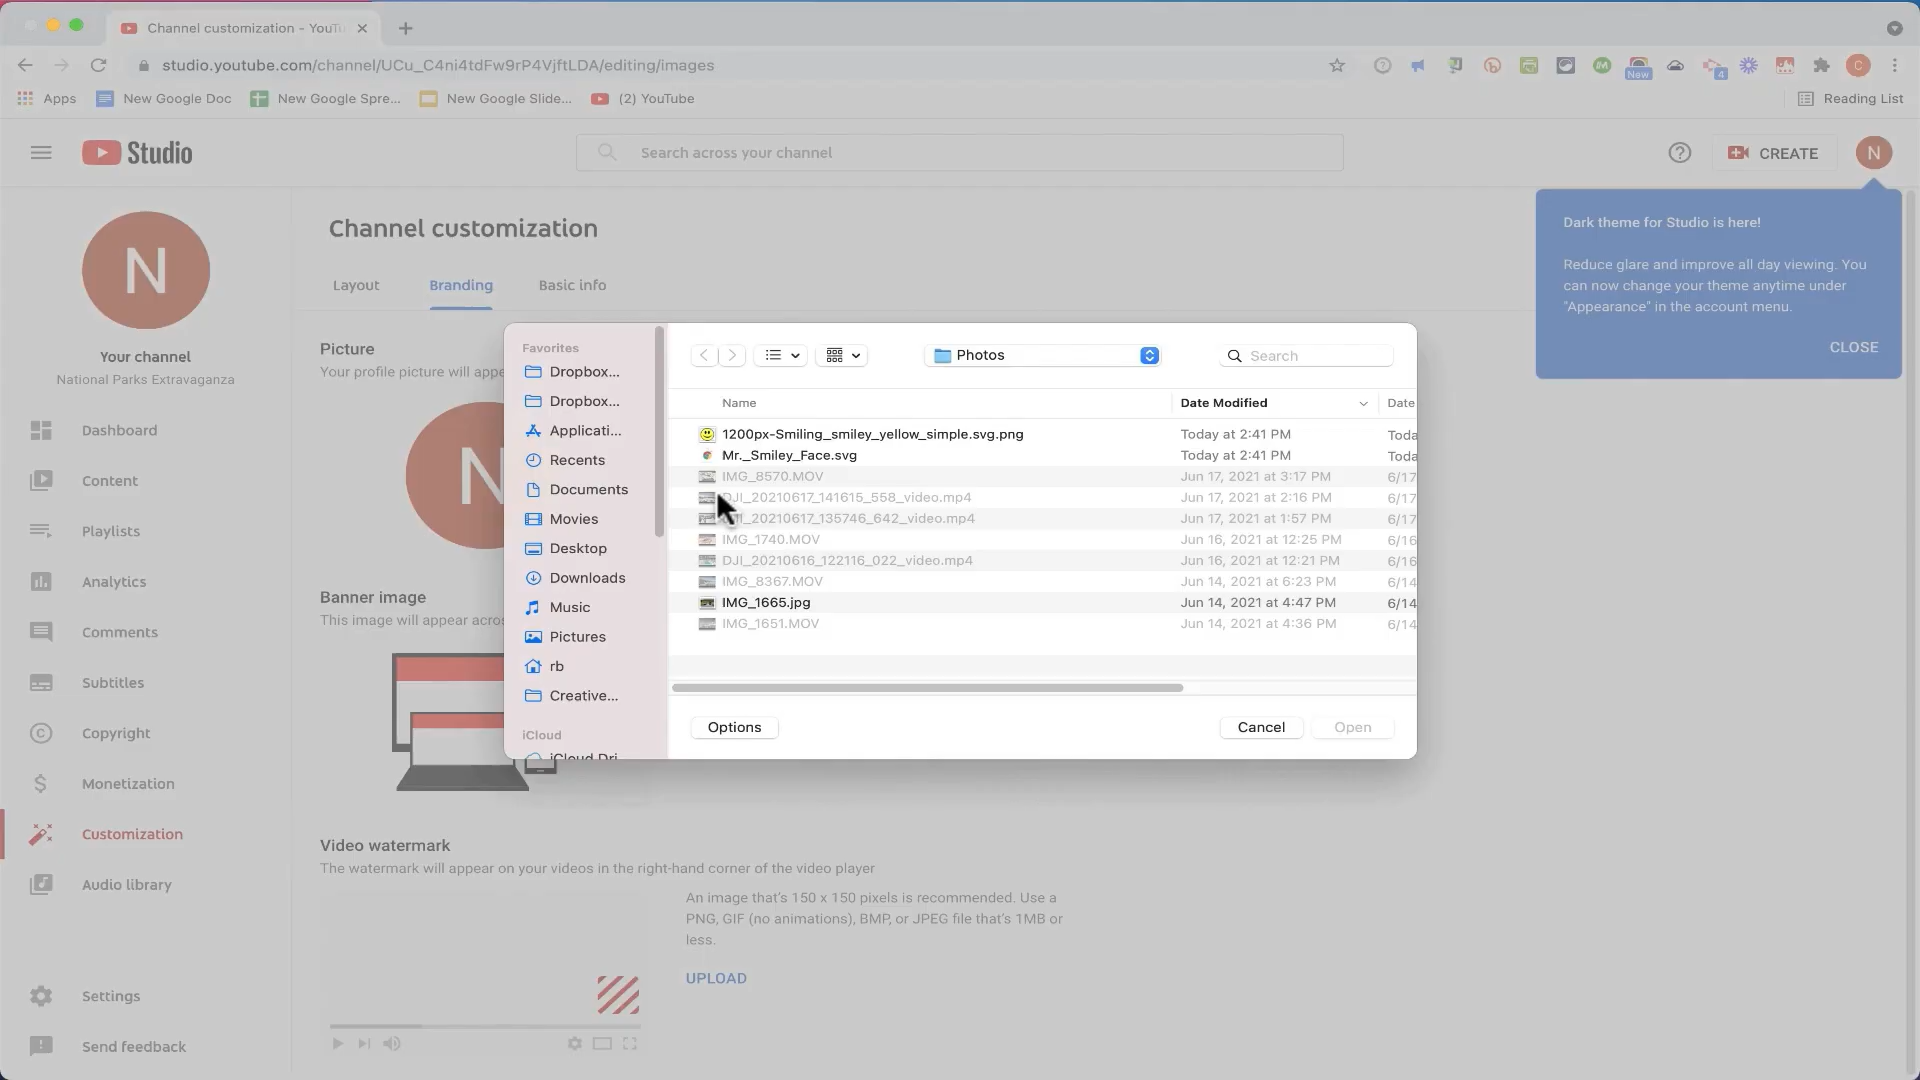 Channel customization - YouTu
studio.youtube.com/channel/UCu_C4ni4tdFw9rP4VjftLDA/editing/images
New
4
C
Apps
New Google Doc
New Google Spre...
New Google Slide...
(2) YouTube
Reading List
Studio
Search across your channel
CREATE
N
Dark theme for Studio is here!
Reduce glare and improve all day viewing. You
can now change your theme anytime under
"Appearance" in the account menu.
CLOSE
N
Your channel
National Parks Extravaganza
Dashboard
Content
Playlists
Analytics
Comments
Subtitles
Copyright
Monetization
Customization
Audio library
Settings
Send feedback
Channel customization
Layout
Branding
Basic info
Picture
Your profile picture will appe
N
Banner image
This image will appear acros
Video watermark
The watermark will appear on your videos in the right-hand corner of the video player
An image that's 150 x 150 pixels is recommended. Use a
PNG, GIF (no animations), BMP, or JPEG file that's 1MB or
less.
UPLOAD
Favorites
Dropbox...
Dropbox...
Applicati...
Recents
Documents
Movies
Desktop
Downloads
Music
Pictures
rb
Creative...
iCloud
iCloud Dri
Photos
Search
Name
Date Modified
Date
1200px-Smiling_smiley_yellow_simple.svg.png
Today at 2:41 PM
Toda
Mr._Smiley_Face.svg
Today at 2:41 PM
Toda
IMG_8570.MOV
Jun 17, 2021 at 3:17 PM
6/17
DJI_20210617_141615_558_video.mp4
Jun 17, 2021 at 2:16 PM
6/17
_20210617_135746_642_video.mp4
Jun 17, 2021 at 1:57 PM
6/17
IMG_1740.MOV
Jun 16, 2021 at 12:25 PM
6/16
DJI_20210616_122116_022_video.mp4
Jun 16, 2021 at 12:21 PM
6/16
IMG_8367.MOV
Jun 14, 2021 at 6:23 PM
6/14
IMG_1665.jpg
Jun 14, 2021 at 4:47 PM
6/14
IMG_1651.MOV
Jun 14, 2021 at 4:36 PM
6/14
Options
Cancel
Open